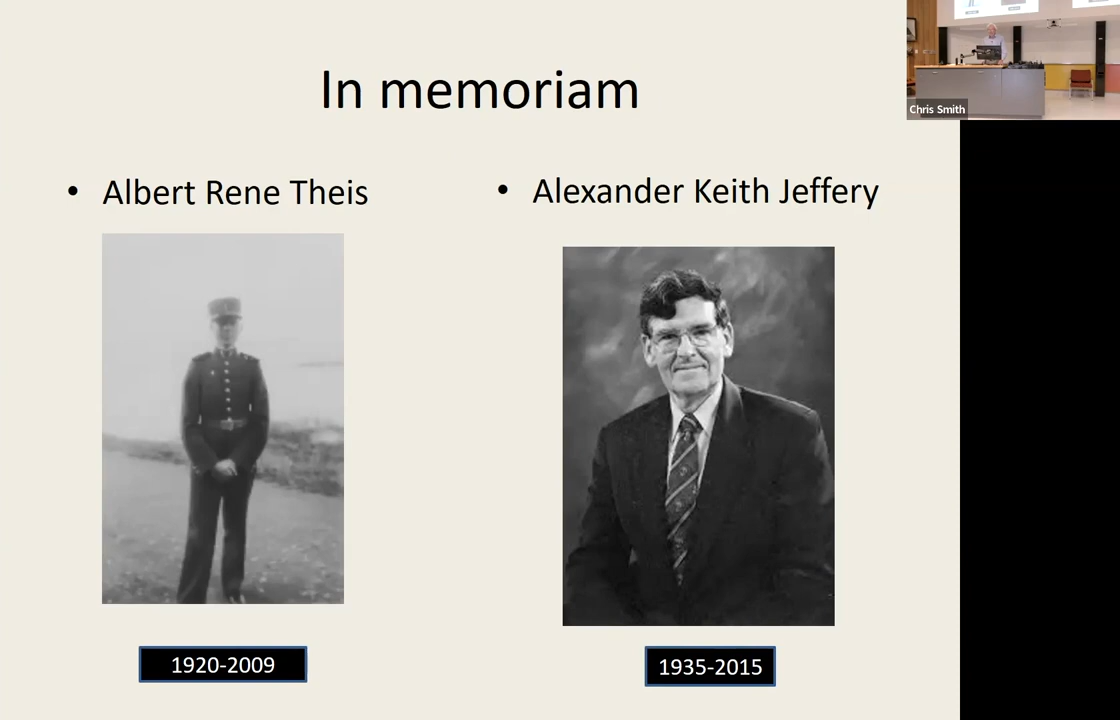 In memoriam
Chris Smith
• Albert Rene Theis
• Alexander Keith Jeffery
1920-2009
1935-2015